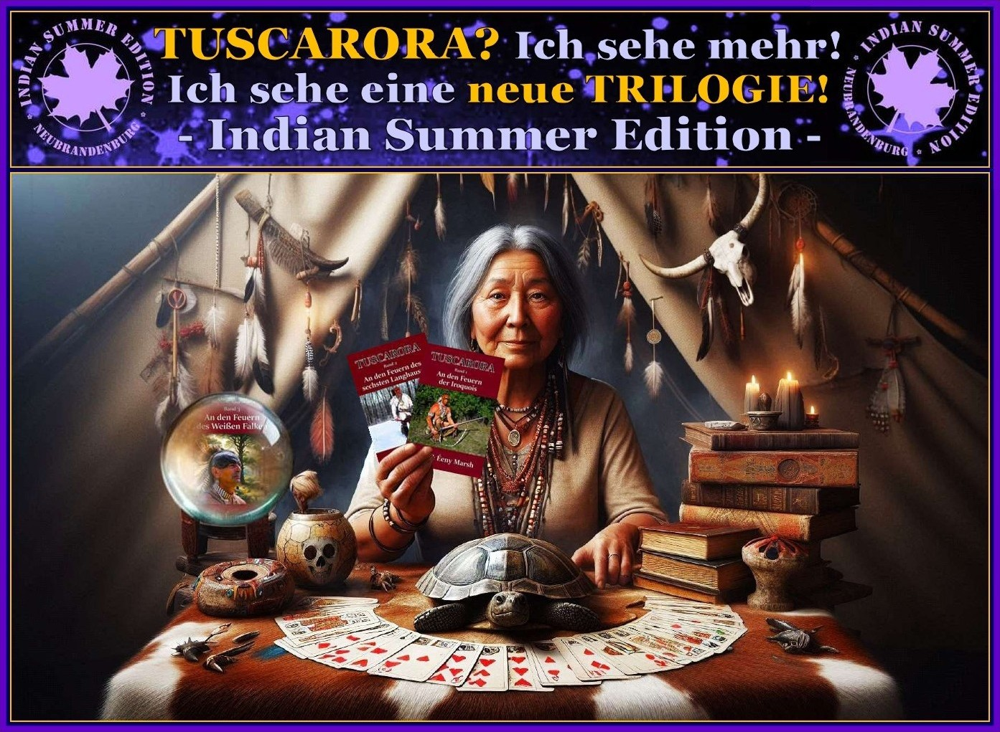 INDIAN SUMMER EDITION
NEUBRANDENBURG
TUSCARORA? Ich sehe mehr!
Ich sehe eine neue TRILOGIE!
- Indian Summer Edition -
INDIAN SUMMER EDITION
NEUBRANDENBURG
TUSCARORA
Band 2
An den Feuern des
sechsten Langhaus
TUSCARORA
Band 1
An den Feuern
der Iroquois
Éeny Marsh
Band 3
An den Feuern
des Weißen Falken